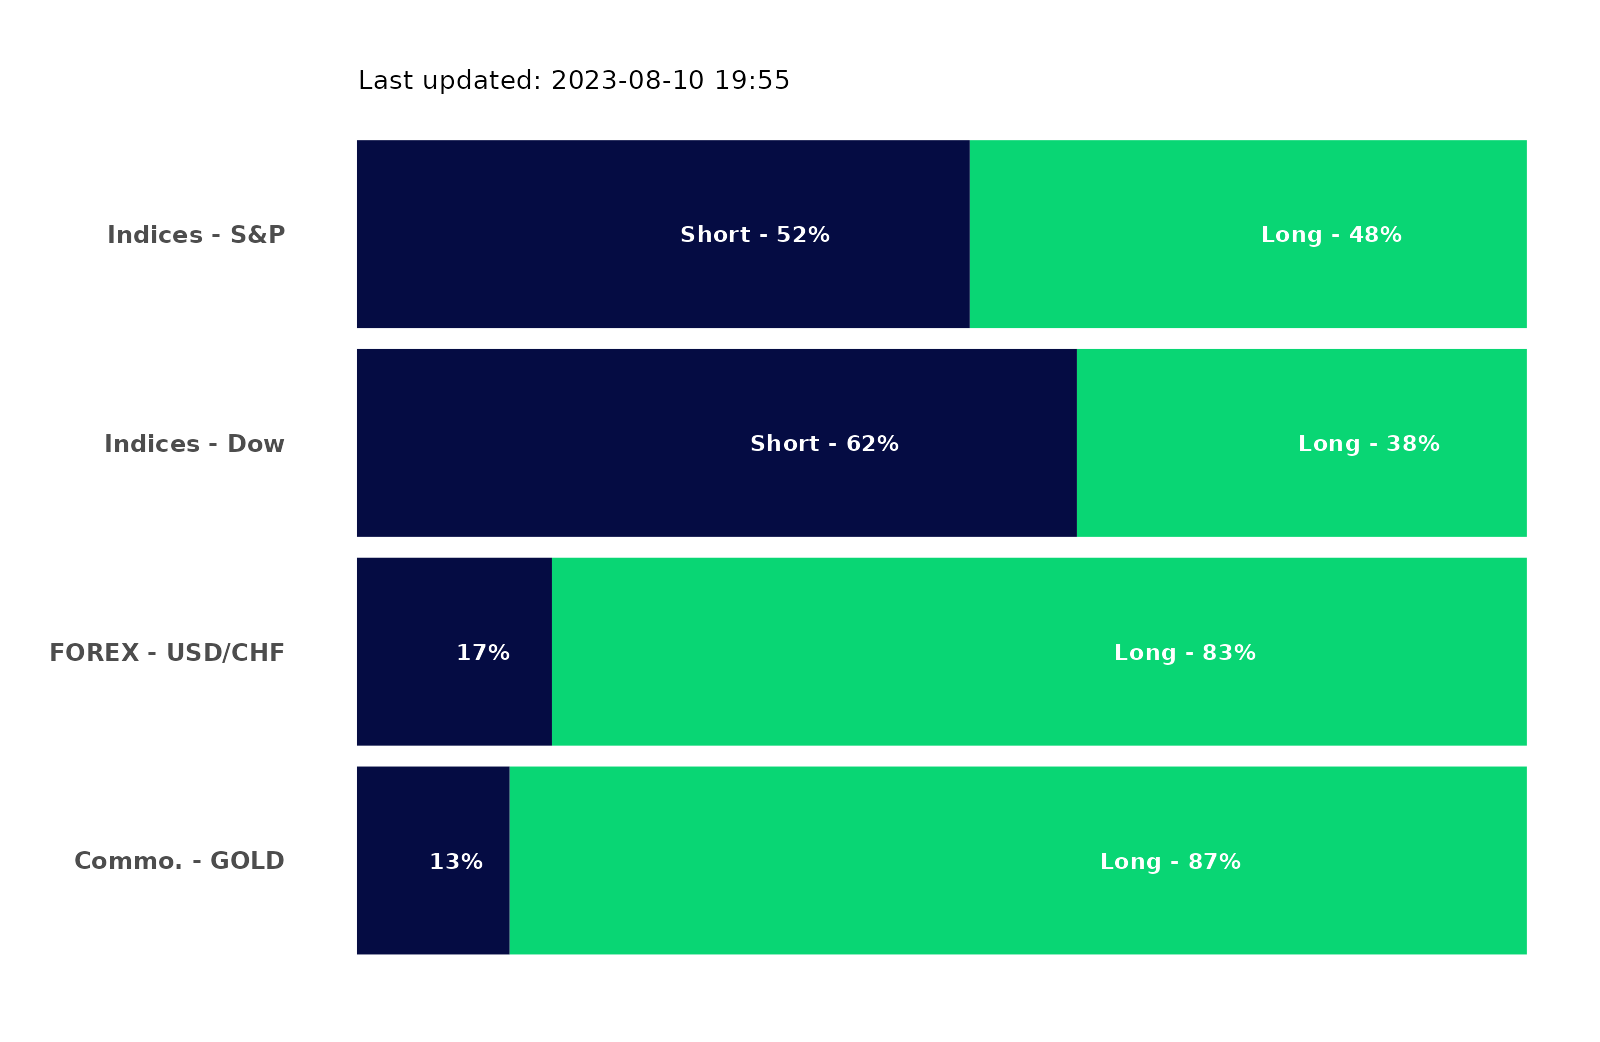 Last updated: 2023-08-10 19:55
Indices - S&P
Short - 52%
Long - 48%
Indices - Dow
Short - 62%
Long - 38%
FOREX - USD/CHF
17%
Long - 83%
Commo. - GOLD
13%
Long - 87%